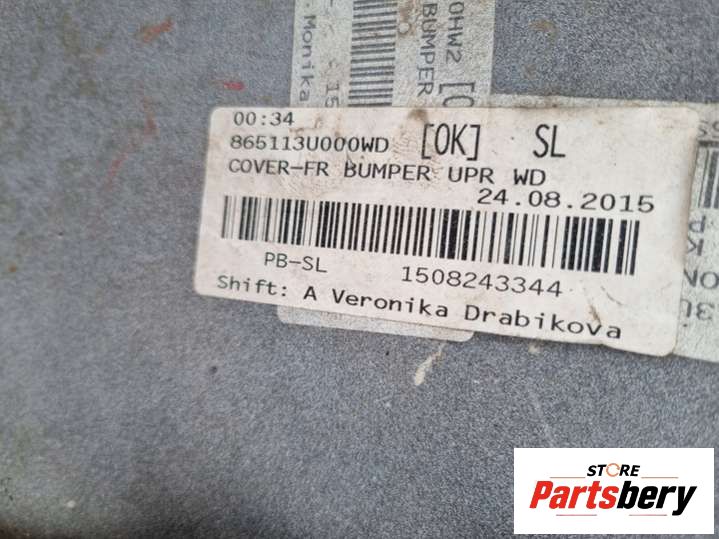 00:34
865113U000WD [OK] SL
COVER-FR BUMPER UPR WD
24.08.2015
PB-SL 1508243344
Shift: A Veronika Drabikova
Monika
BUMPER
STORE
Partsbery